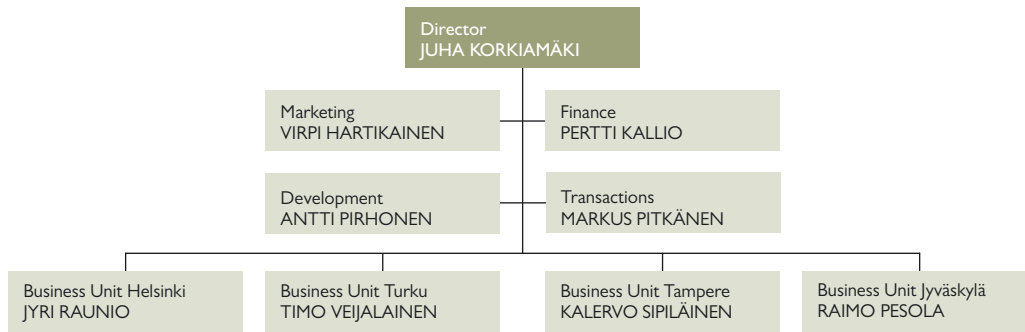 Director
JUHA KORKIAMÄKI
Marketing
VIRPI HARTIKAINEN
Finance
PERTTI KALLIO
Development
ANTTI PIRHONEN
Transactions
MARKUS PITKÄNEN
Business Unit Helsinki
JYRI RAUNIO
Business Unit Turku
TIMO VEIJALAINEN
Business Unit Tampere
KALERVO SIPILÄINEN
Business Unit Jyväskylä
RAIMO PESOLA